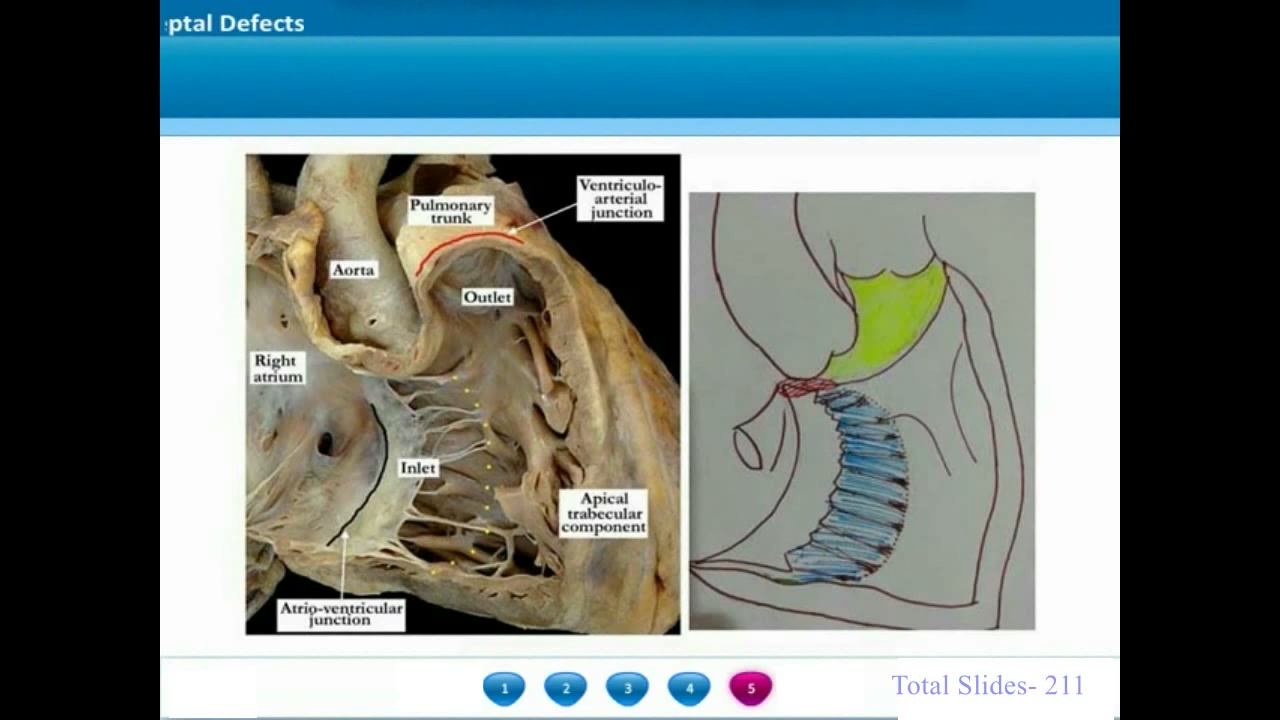 ptal Defects
Pulmonary
trunk
Ventriculo-
arterial
junction
Aorta
Outlet
Right
atrium
Inlet
Apical
trabecular
component
Atrio-ventricular
junction
1 2 3 4 5
Total Slides- 211